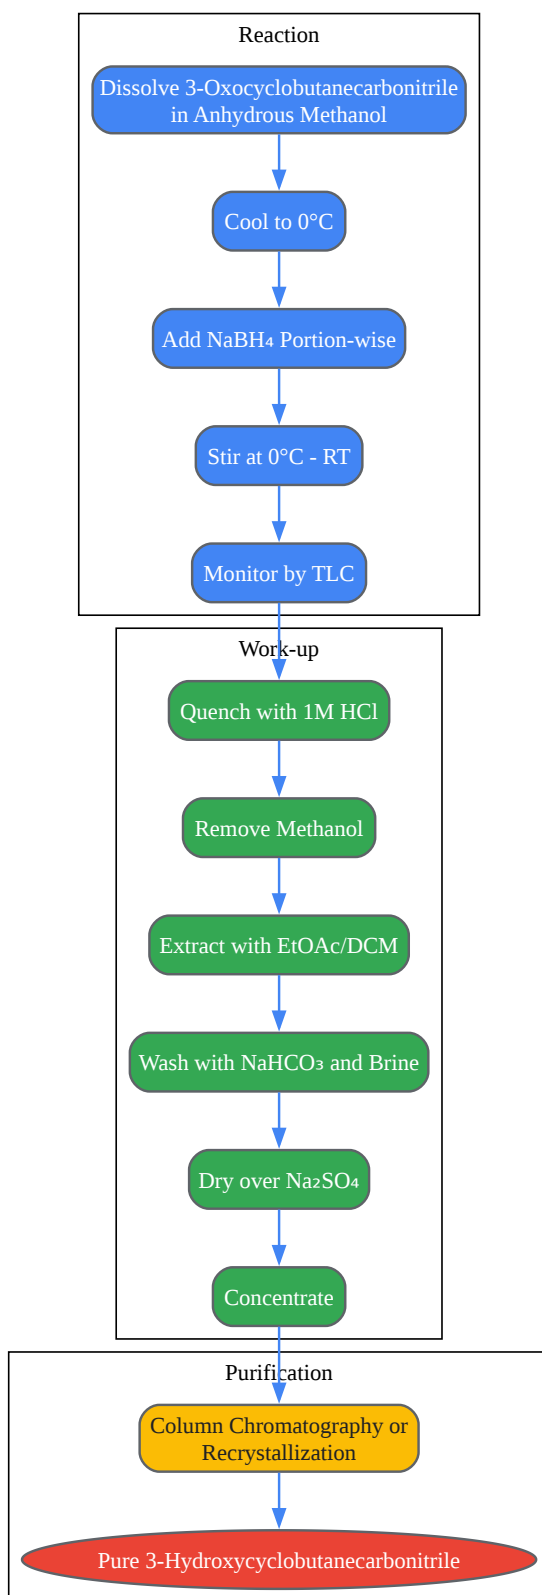 Reaction
Dissolve 3-Oxocyclobutanecarbonitrile
in Anhydrous Methanol
Cool to 0°C
Add NaBH₄ Portion-wise
Stir at 0°C - RT
Monitor by TLC
Work-up
Quench with 1M HCl
Remove Methanol
Extract with EtOAc/DCM
Wash with NaHCO₃ and Brine
Dry over Na₂SO₄
Concentrate
Purification
Column Chromatography or
Recrystallization
Pure 3-Hydroxycyclobutanecarbonitrile